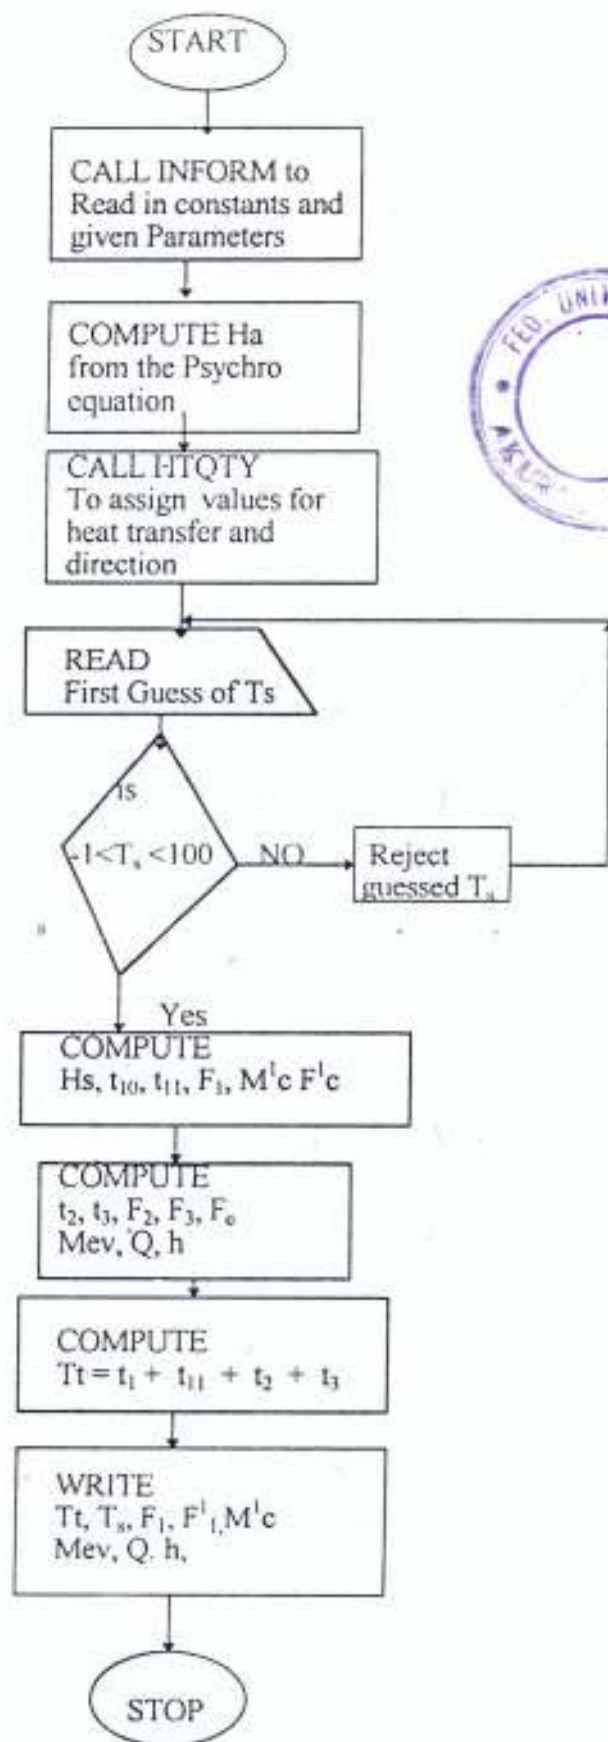 START
CALL INFORM to
Read in constants and
given Parameters
COMPUTE Ha
from the Psychro
equation
CALL HTQTY
To assign values for
heat transfer and
direction
READ
First Guess of Ts
is
-1<Tₛ <100
NO
Reject
guessed Tₛ
Yes
COMPUTE
Hs, t₁₀, t₁₁, F₁, M¹c F¹c
COMPUTE
t₂, t₃, F₂, F₃, Fₑ
Mev, Q, h
COMPUTE
Tt = t₁ + t₁₁ + t₂ + t₃
WRITE
Tt, Tₛ, F₁, F¹₁, M¹c
Mev, Q. h,
STOP
FED. UNIV
AKUR